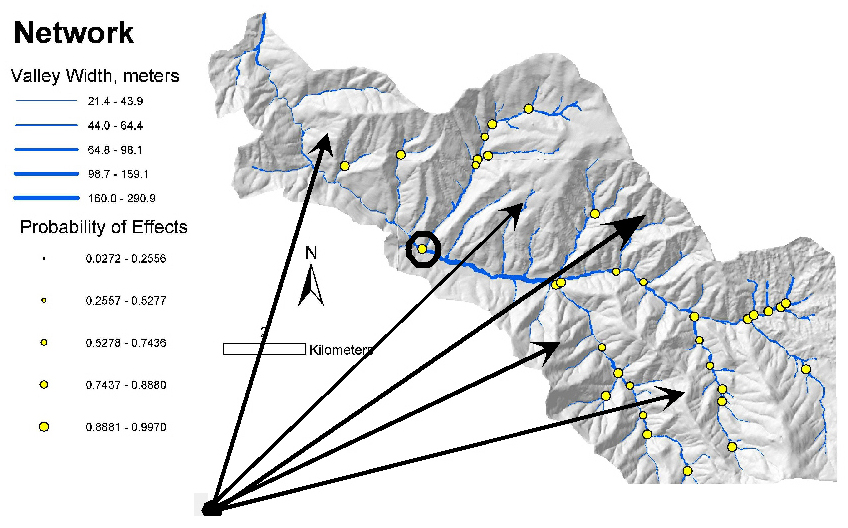 Network
Valley Width, meters
21.4 - 43.9
44.0 - 64.4
64.8 - 98.1
98.7 - 159.1
160.0 - 290.9
Probability of Effects
0.0272 - 0.2556
0.2557 - 0.5277
0.5278 - 0.7436
0.7437 - 0.8880
0.8881 - 0.9970
N
2
Kilometers